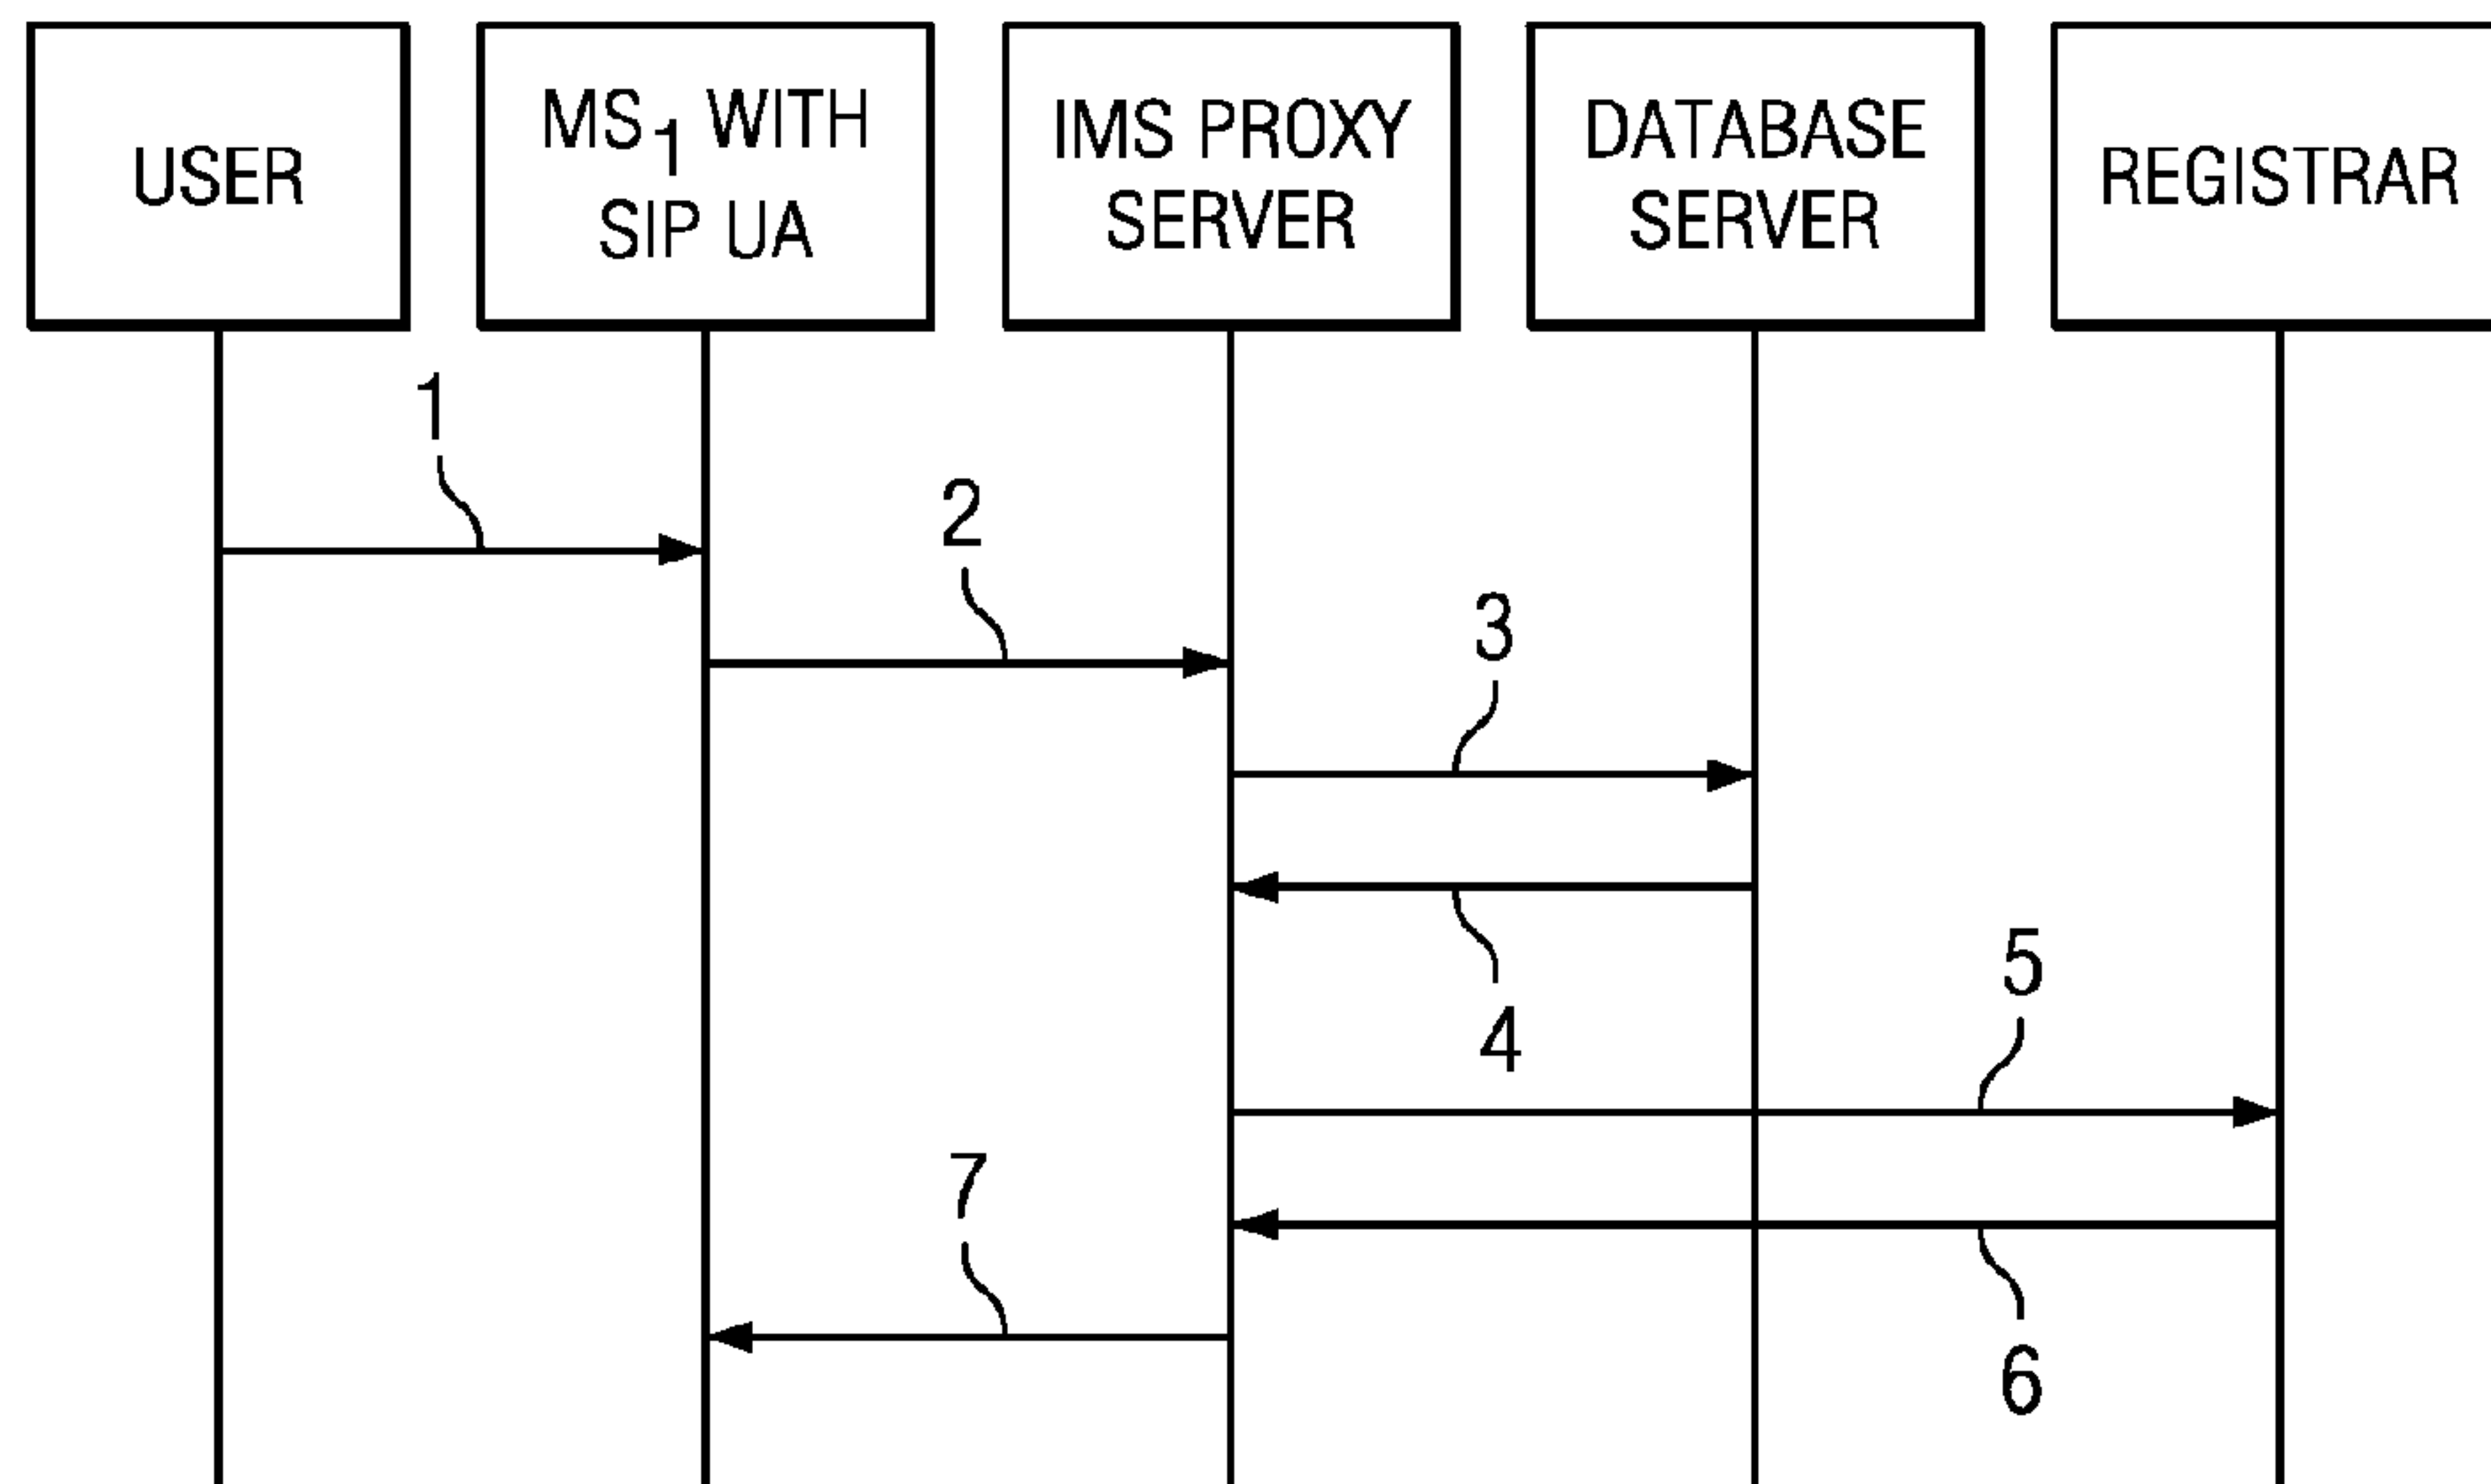 USER
MS1 WITH
SIP UA
IMS PROXY
SERVER
DATABASE
SERVER
REGISTRAR
1
2
3
4
5
6
7